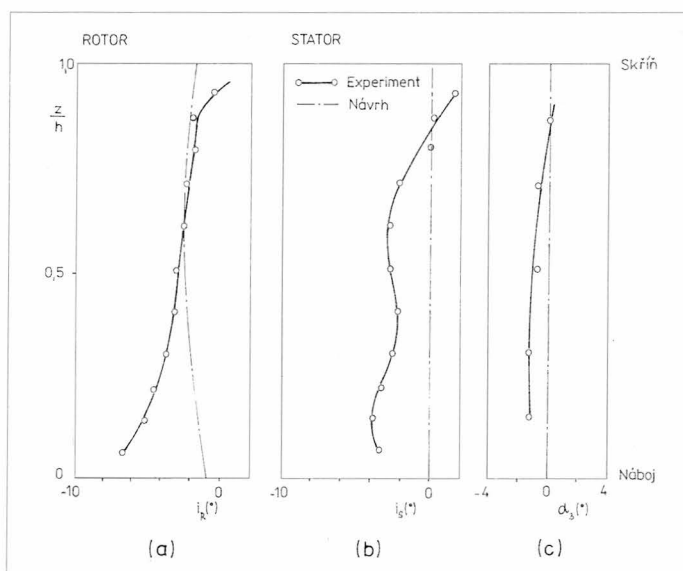 ROTOR
STATOR
1,0
z/h
0,5
0
Experiment
Návrh
Skříň
Náboj
-10
0
-10
0
-4
0
4
i_R(°)
i_S(°)
α_3(°)
(a)
(b)
(c)